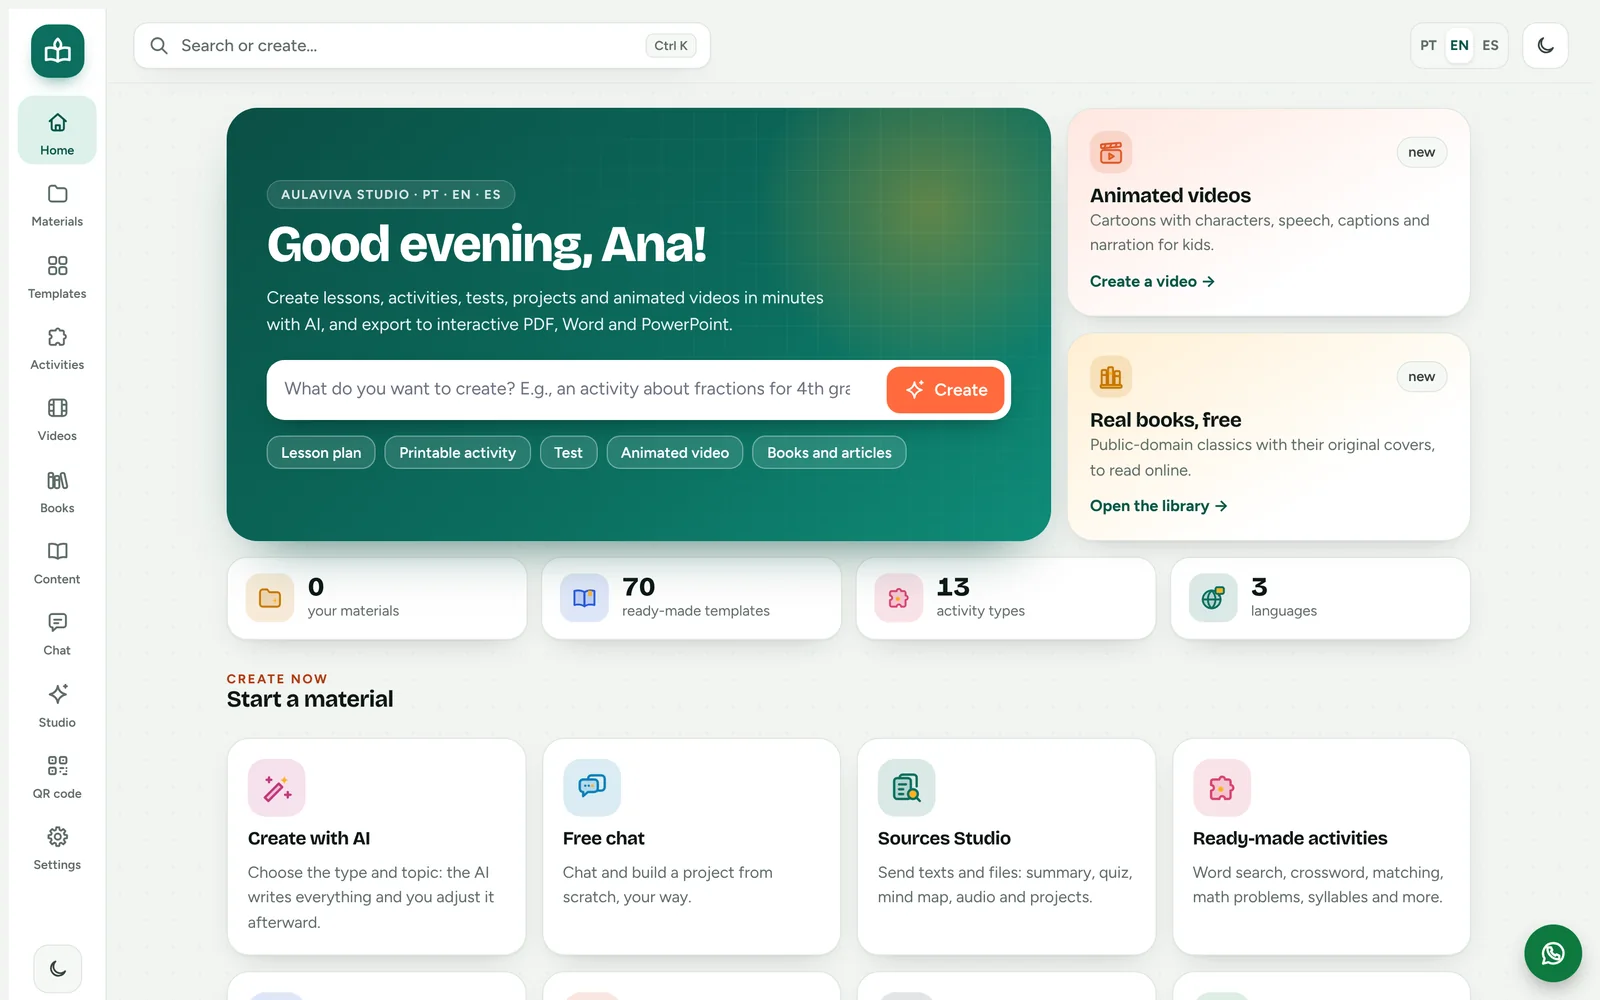 Search or create...
Ctrl K
PT EN ES
Home
Materials
Templates
Activities
Videos
Books
Content
Chat
Studio
QR code
Settings
AULAVIVA STUDIO · PT · EN · ES
Good evening, Ana!
Create lessons, activities, tests, projects and animated videos in minutes
with AI, and export to interactive PDF, Word and PowerPoint.
What do you want to create? E.g., an activity about fractions for 4th gra
Create
Lesson plan
Printable activity
Test
Animated video
Books and articles
new
Animated videos
Cartoons with characters, speech, captions and
narration for kids.
Create a video →
new
Real books, free
Public-domain classics with their original covers,
to read online.
Open the library →
0
your materials
70
ready-made templates
13
activity types
3
languages
CREATE NOW
Start a material
Create with AI
Choose the type and topic: the AI
writes everything and you adjust it
afterward.
Free chat
Chat and build a project from
scratch, your way.
Sources Studio
Send texts and files: summary, quiz,
mind map, audio and projects.
Ready-made activities
Word search, crossword, matching,
math problems, syllables and more.